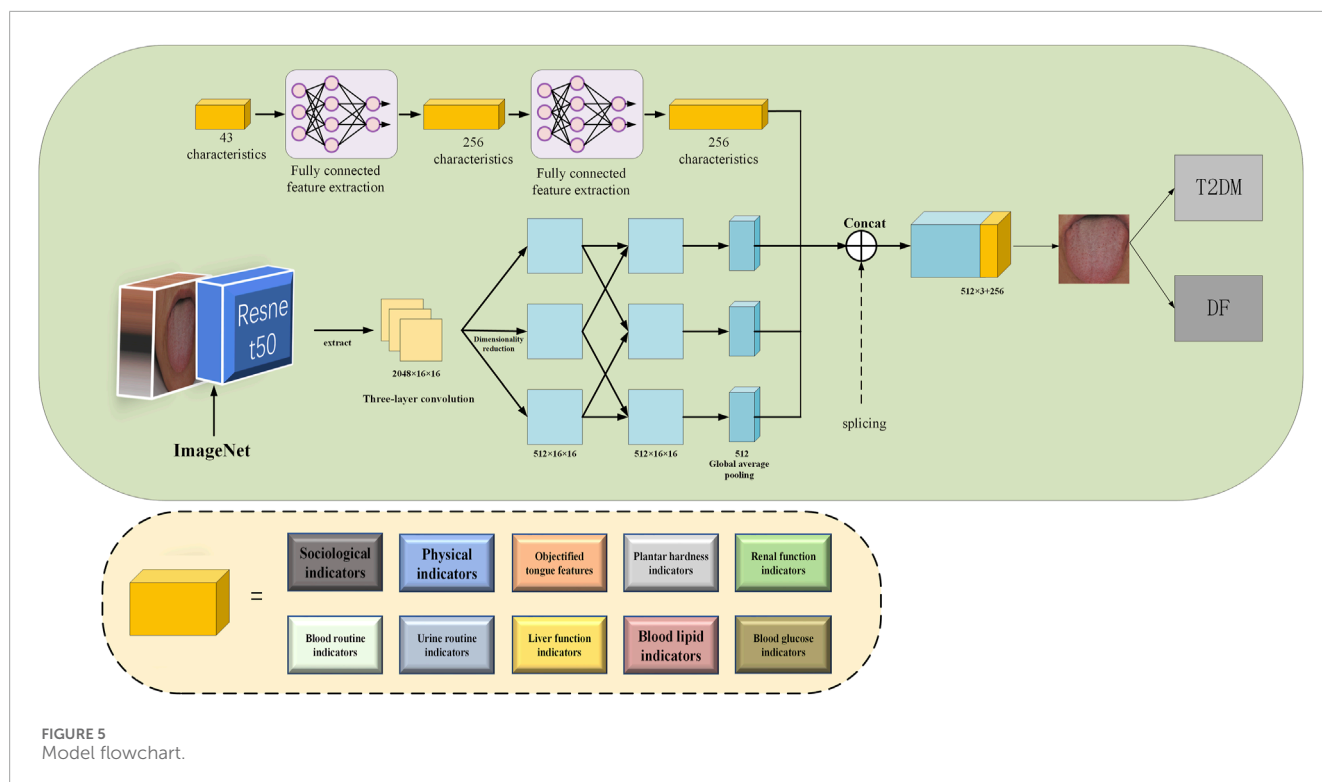 43
characteristics
Fully connected
feature extraction
256
characteristics
Fully connected
feature extraction
256
characteristics
Resne
t50
ImageNet
extract
2048×16×16
Three-layer convolution
Dimensionality
reduction
512×16×16
512×16×16
512
Global average
pooling
Concat
splicing
512×3+256
T2DM
DF
=
Sociological
indicators
Physical
indicators
Objectified
tongue features
Plantar hardness
indicators
Renal function
indicators
Blood routine
indicators
Urine routine
indicators
Liver function
indicators
Blood lipid
indicators
Blood glucose
indicators
FIGURE 5
Model flowchart.